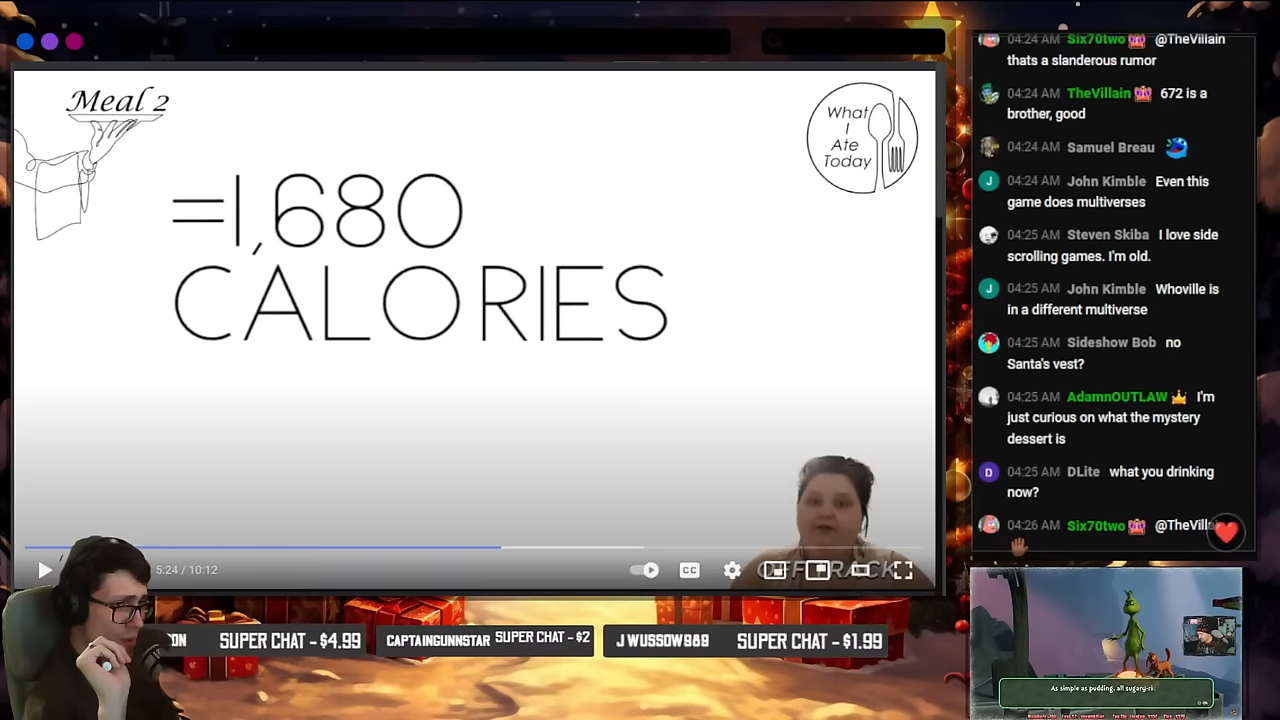 Meal 2
What
I
Ate
Today
=1,680
CALORIES
5:24 / 10:12
CC
04:24 AM Six70two @TheVillain
thats a slanderous rumor
04:24 AM TheVillain 672 is a
brother, good
04:24 AM Samuel Breau
J 04:24 AM John Kimble Even this
game does multiverses
04:25 AM Steven Skiba I love side
scrolling games. I'm old.
J 04:25 AM John Kimble Whoville is
in a different multiverse
04:25 AM Sideshow Bob no
Santa's vest?
04:25 AM AdamnOUTLAW I'm
just curious on what the mystery
dessert is
D 04:25 AM DLite what you drinking
now?
04:26 AM Six70two
SUPER CHAT – $4.99
CAPTAINGUNNSTAR SUPER CHAT – $2
J WUSSOW989 SUPER CHAT – $1.99
As simple as pudding, all sugary-ri